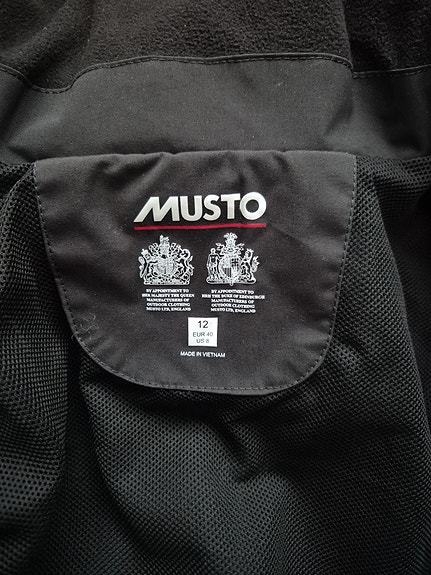 MUSTO
BY APPOINTMENT TO
HER MAJESTY THE QUEEN
MANUFACTURERS OF
OUTDOOR CLOTHING
MUSTO LTD, ENGLAND
BY APPOINTMENT TO
HRH THE DUKE OF EDINBURGH
MANUFACTURERS OF
OUTDOOR CLOTHING
MUSTO LTD, ENGLAND
12
EUR 40
US 8
MADE IN VIETNAM